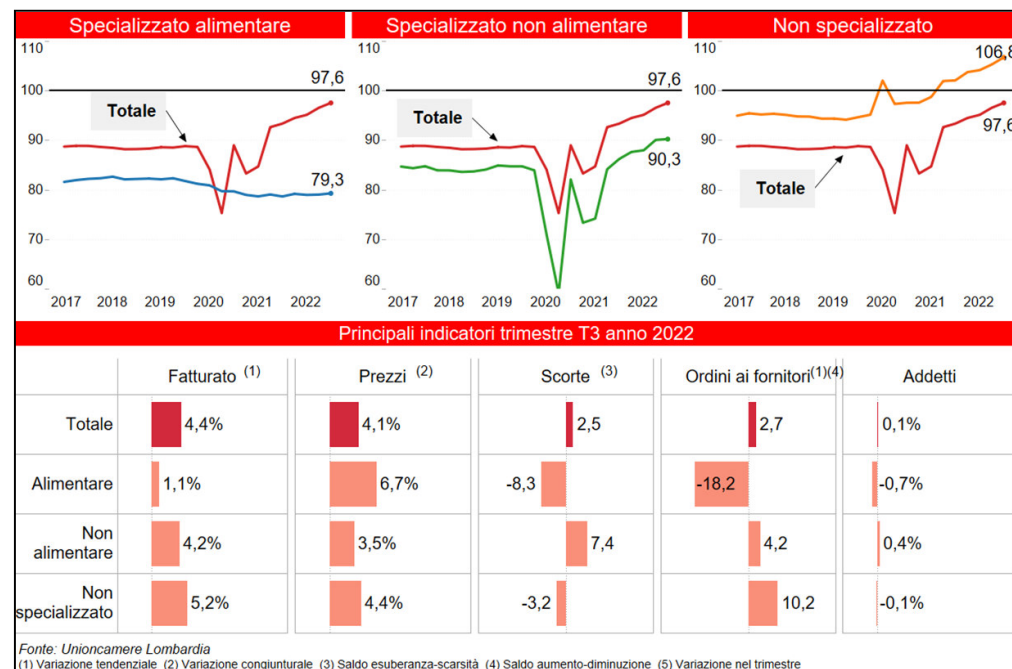 Specializzato alimentare
110
100
90
80
70
60
97,6
Totale
79,3
2017 2018 2019 2020 2021 2022
Specializzato non alimentare
110
100
90
80
70
60
97,6
Totale
90,3
2017 2018 2019 2020 2021 2022
Non specializzato
110
100
90
80
70
60
106,8
97,6
Totale
2017 2018 2019 2020 2021 2022
Principali indicatori trimestre T3 anno 2022
Fatturato (1) Prezzi (2) Scorte (3) Ordini ai fornitori(1)(4) Addetti
Totale 4,4% 4,1% 2,5 2,7 0,1%
Alimentare 1,1% 6,7% -8,3 -18,2 -0,7%
Non
alimentare 4,2% 3,5% 7,4 4,2 0,4%
Non
specializzato 5,2% 4,4% -3,2 10,2 -0,1%
Fonte: Unioncamere Lombardia
(1) Variazione tendenziale (2) Variazione congiunturale (3) Saldo esuberanza-scarsità (4) Saldo aumento-diminuzione (5) Variazione nel trimestre